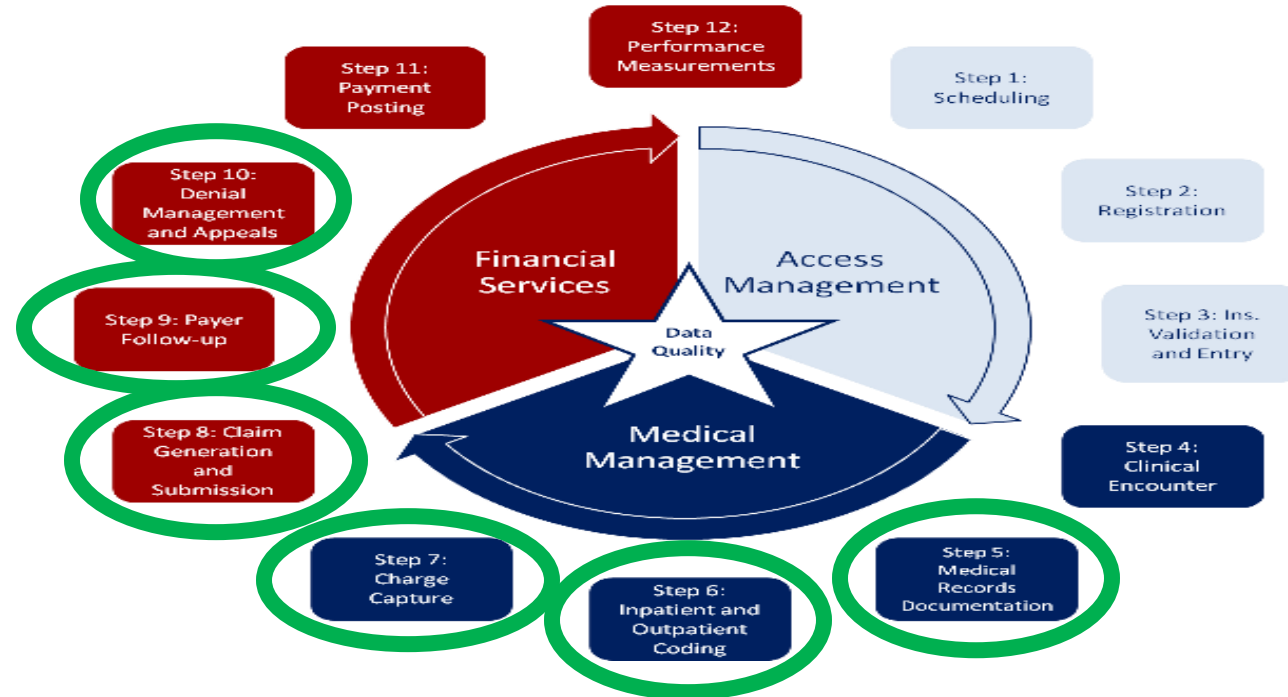 Step 12:
Performance
Measurements
Step 1:
Scheduling
Step 2:
Registration
Step 3: Ins.
Validation
and Entry
Step 4:
Clinical
Encounter
Step 5:
Medical
Records
Documentation
Step 6:
Inpatient and
Outpatient
Coding
Step 7:
Charge
Capture
Step 8: Claim
Generation
and
Submission
Step 9: Payer
Follow-up
Step 10:
Denial
Management
and Appeals
Step 11:
Payment
Posting
Financial
Services
Access
Management
Data
Quality
Medical
Management